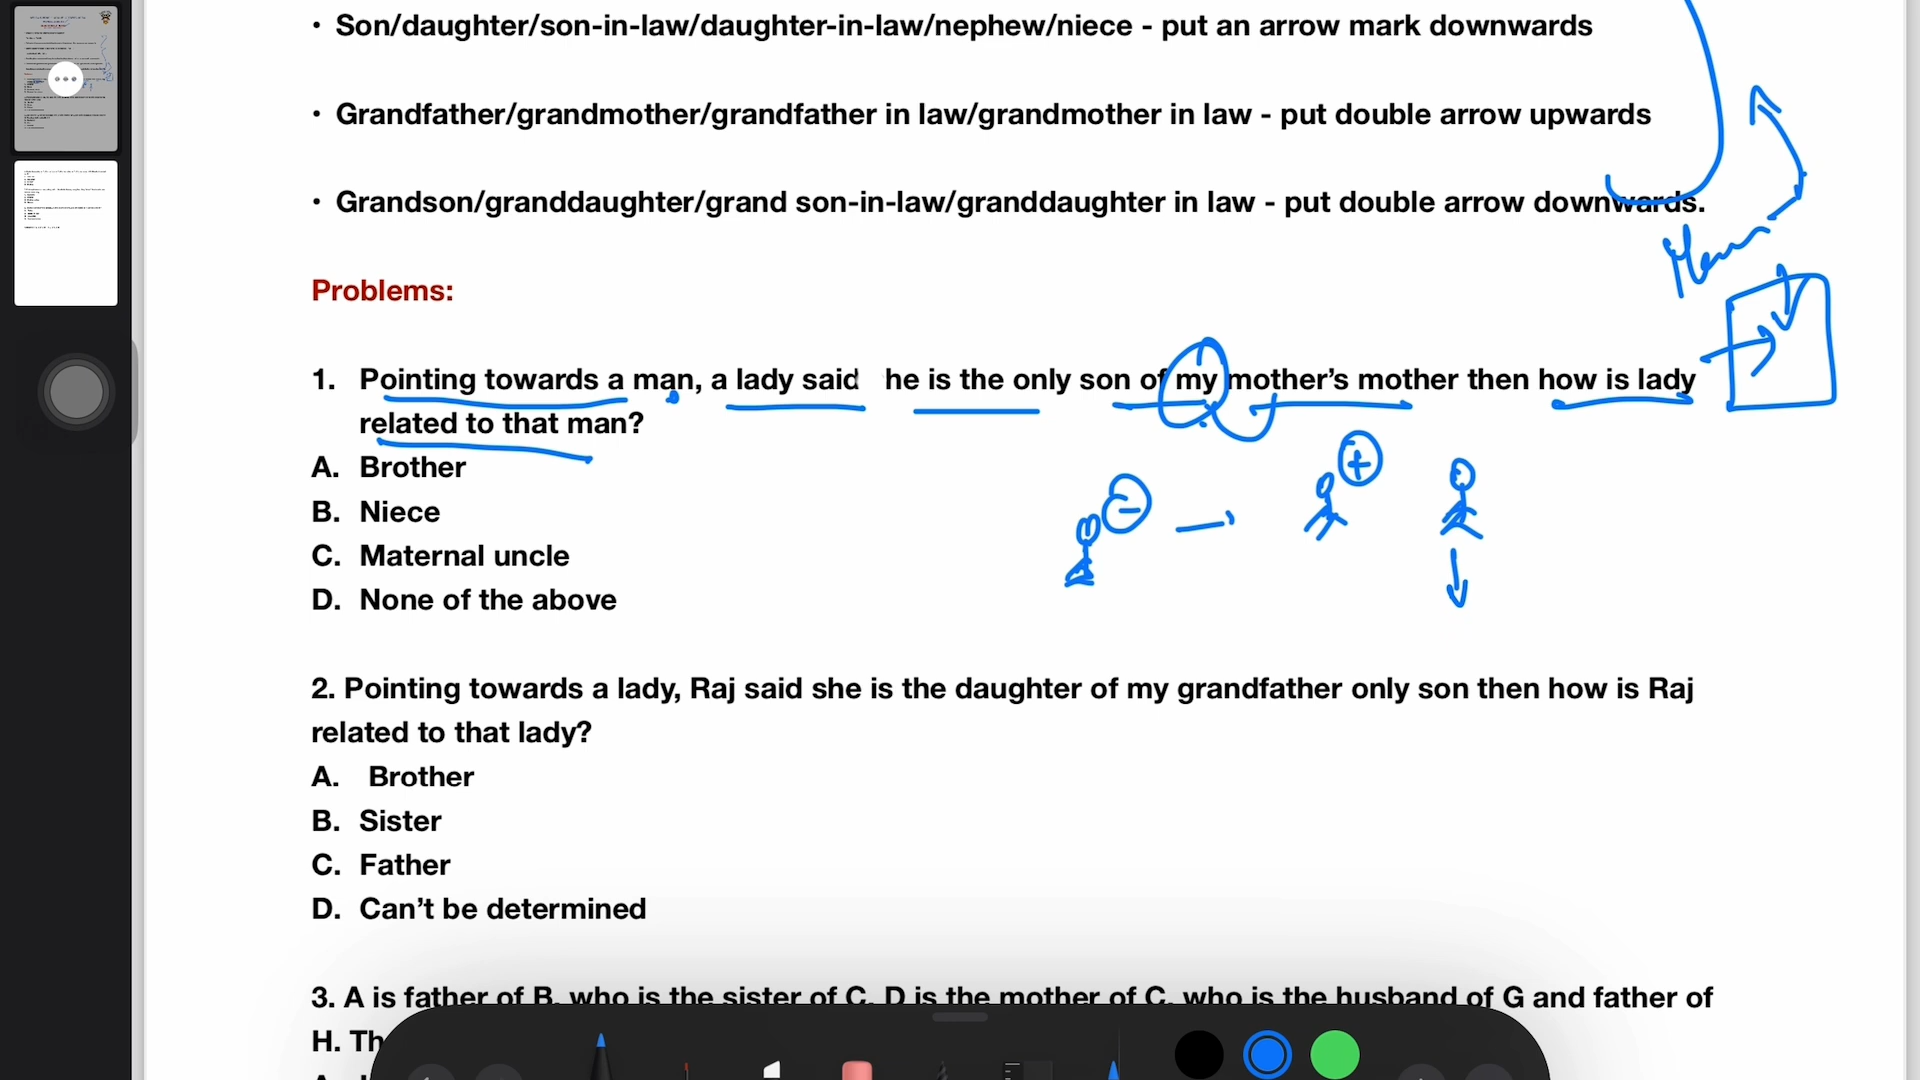 • Son/daughter/son-in-law/daughter-in-law/nephew/niece - put an arrow mark downwards
• Grandfather/grandmother/grandfather in law/grandmother in law - put double arrow upwards
• Grandson/granddaughter/grand son-in-law/granddaughter in law - put double arrow downwards.
Problems:
1. Pointing towards a man, a lady said he is the only son of my mother’s mother then how is lady
related to that man?
A. Brother
B. Niece
C. Maternal uncle
D. None of the above
2. Pointing towards a lady, Raj said she is the daughter of my grandfather only son then how is Raj
related to that lady?
A. Brother
B. Sister
C. Father
D. Can’t be determined
3. A is father of B, who is the sister of C. D is the mother of C, who is the husband of G and father of
H. Th